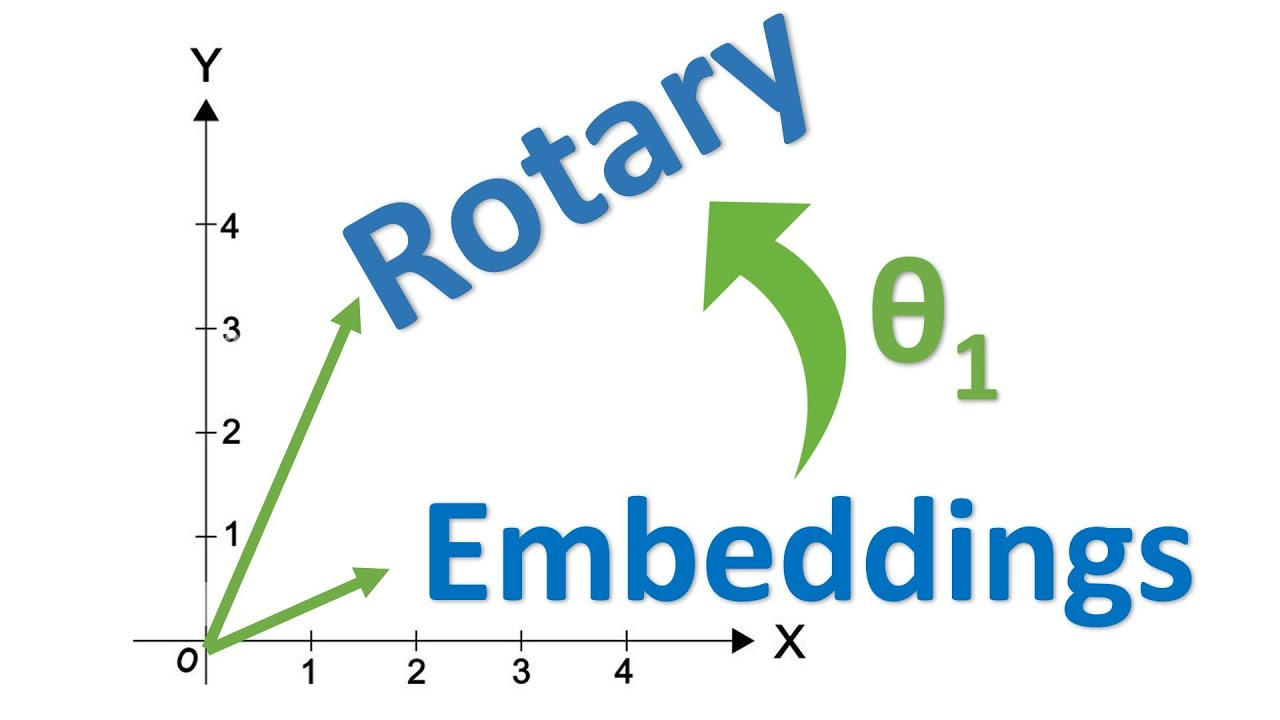 Y
Rotary
4
θ1
3
2
1
Embeddings
X
O
1 2 3 4